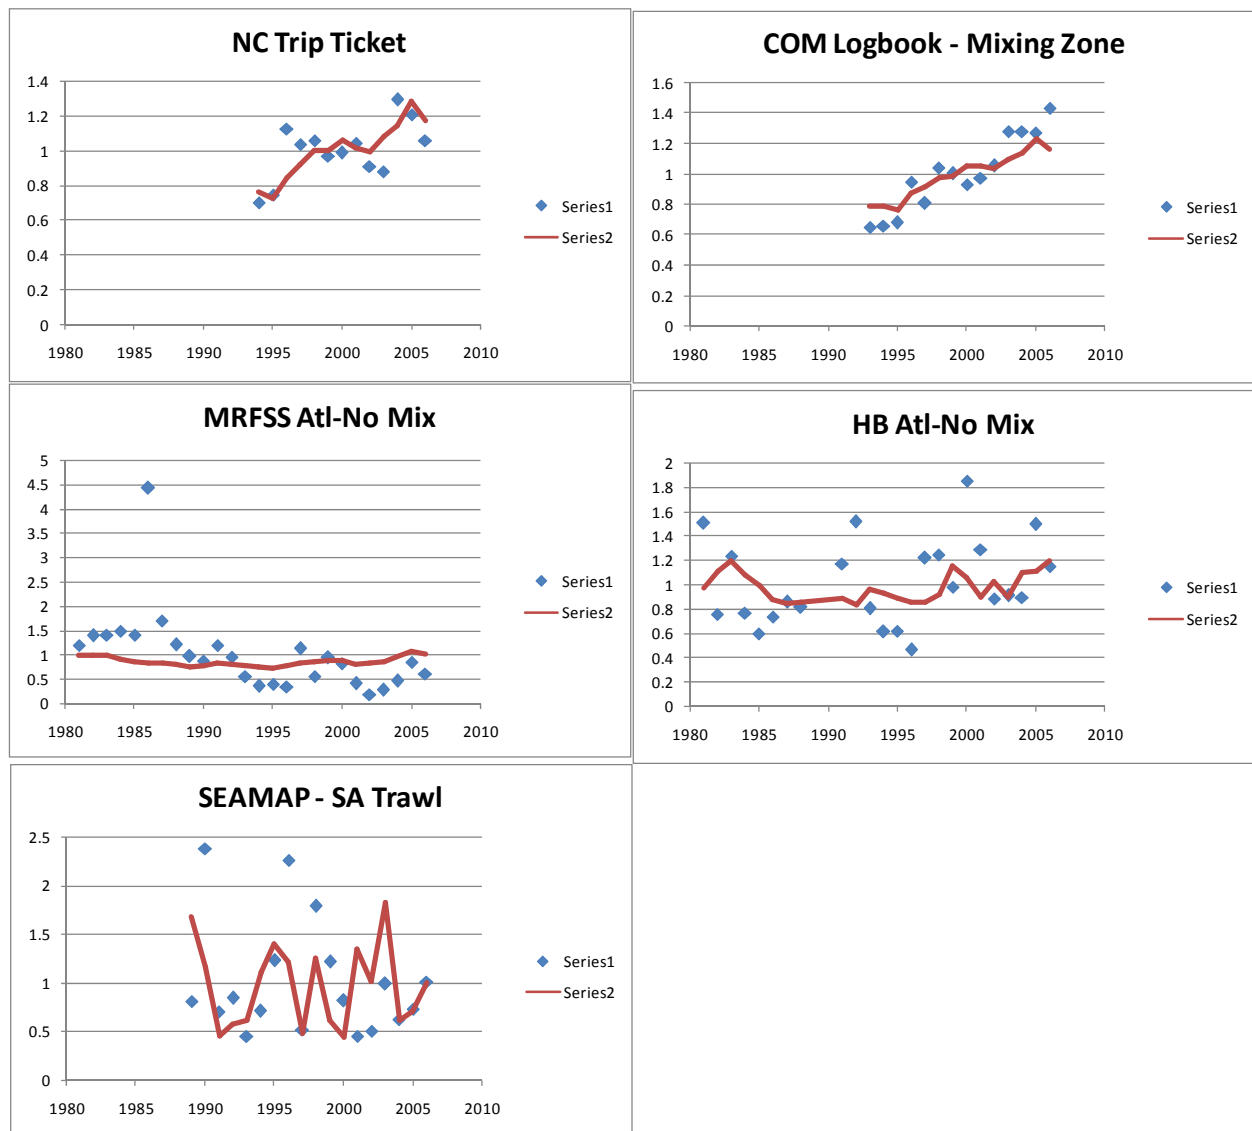 NC Trip Ticket
1.4
1.2
1
0.8
0.6
0.4
0.2
0
1980 1985 1990 1995 2000 2005 2010
Series1
Series2
COM Logbook - Mixing Zone
1.6
1.4
1.2
1
0.8
0.6
0.4
0.2
0
1980 1985 1990 1995 2000 2005 2010
Series1
Series2
MRFSS Atl-No Mix
5
4.5
4
3.5
3
2.5
2
1.5
1
0.5
0
1980 1985 1990 1995 2000 2005 2010
Series1
Series2
HB Atl-No Mix
2
1.8
1.6
1.4
1.2
1
0.8
0.6
0.4
0.2
0
1980 1985 1990 1995 2000 2005 2010
Series1
Series2
SEAMAP - SA Trawl
2.5
2
1.5
1
0.5
0
1980 1985 1990 1995 2000 2005 2010
Series1
Series2